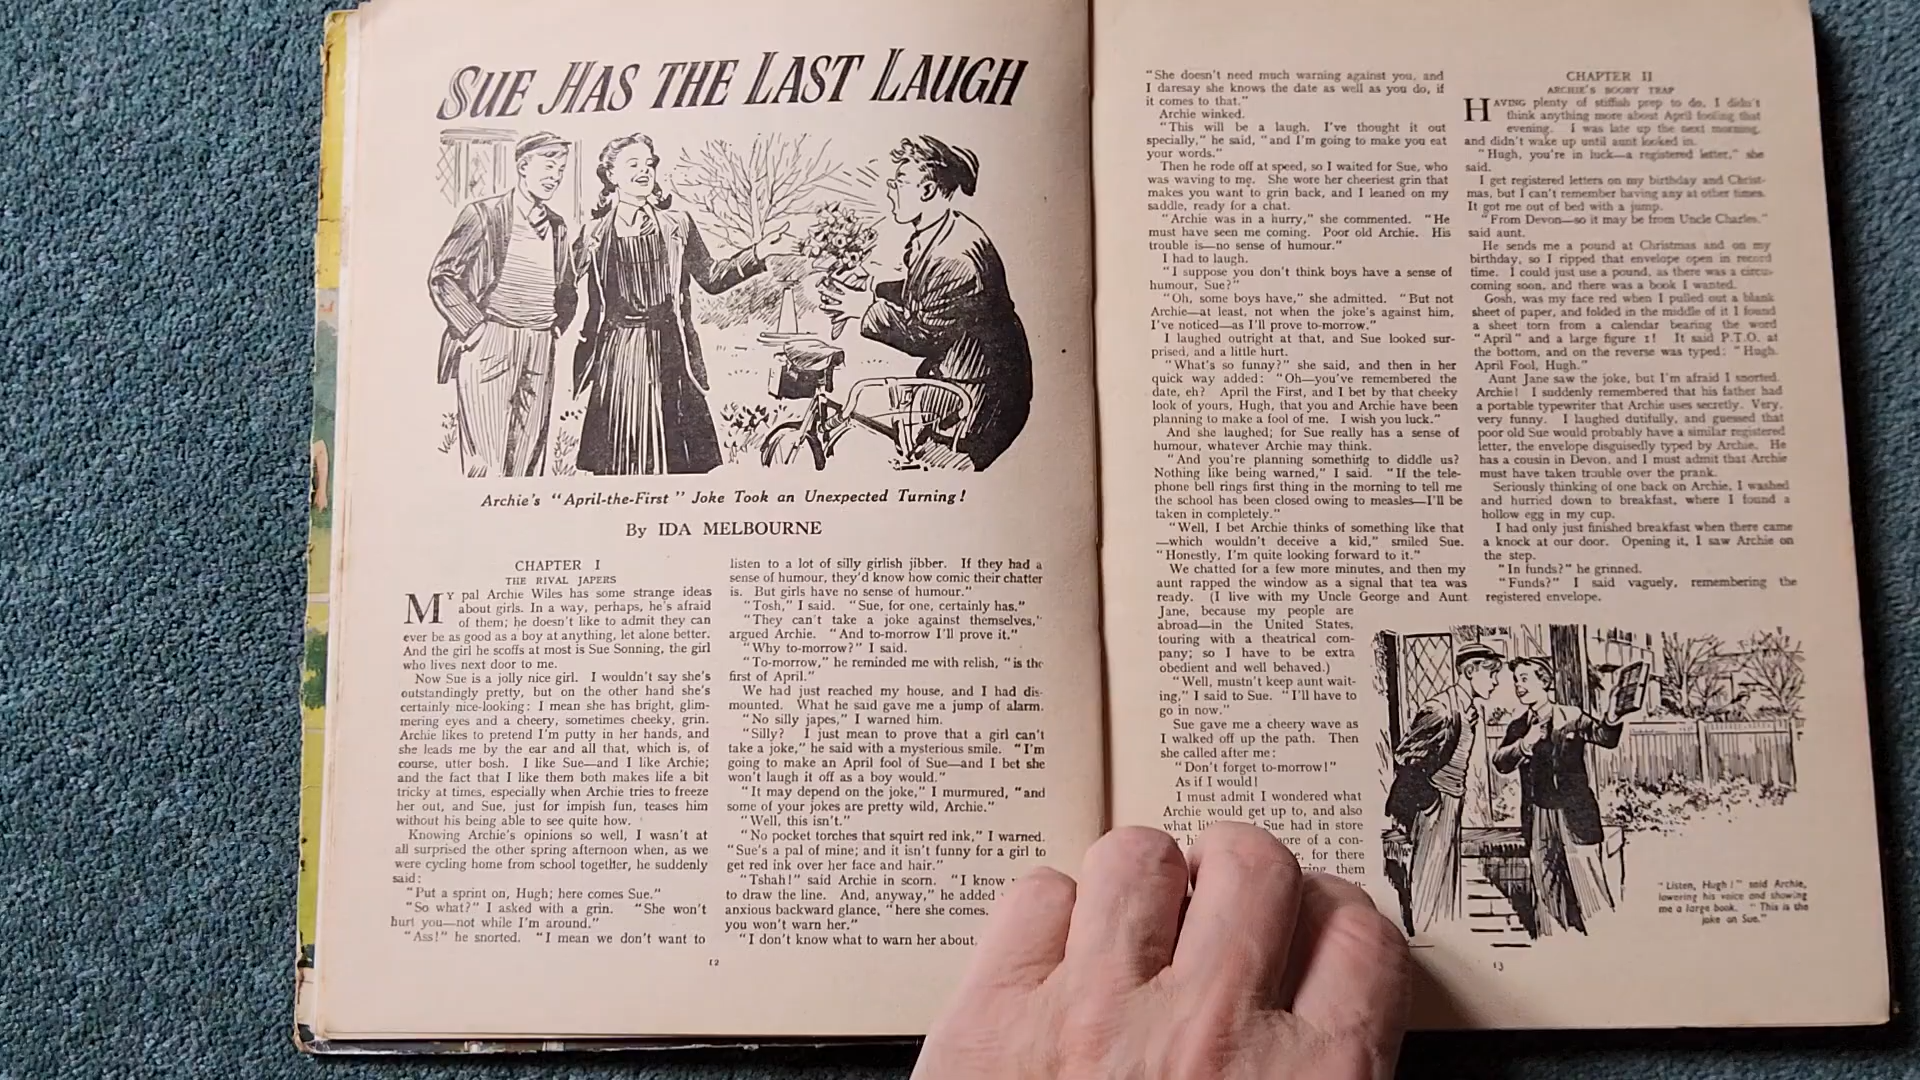 SUE HAS THE LAST LAUGH
Archie's "April-the-First" Joke Took an Unexpected Turning!
By IDA MELBOURNE
CHAPTER I
THE RIVAL JAPERS
MY pal Archie Wiles has some strange ideas
about girls. In a way, perhaps, he's afraid
of them; he doesn't like to admit they can
ever be as good as a boy at anything, let alone better.
And the girl he scoffs at most is Sue Sonning, the girl
who lives next door to me.
Now Sue is a jolly nice girl. I wouldn't say she's
outstandingly pretty, but on the other hand she's
certainly nice-looking: I mean she has bright, glim-
mering eyes and a cheery, sometimes cheeky, grin.
Archie likes to pretend I'm putty in her hands, and
she leads me by the ear and all that, which is, of
course, utter bosh. I like Sue—and I like Archie;
and the fact that I like them both makes life a bit
tricky at times, especially when Archie tries to freeze
her out, and Sue, just for impish fun, teases him
without his being able to see quite how.
Knowing Archie's opinions so well, I wasn't at
all surprised the other spring afternoon when, as we
were cycling home from school together, he suddenly
said:
"Put a sprint on, Hugh; here comes Sue."
"So what?" I asked with a grin. "She won't
hurt you—not while I'm around."
"Ass!" he snorted. "I mean we don't want to
listen to a lot of silly girlish jibber. If they had a
sense of humour, they'd know how comic their chatter
is. But girls have no sense of humour."
"Tosh," I said. "Sue, for one, certainly has."
"They can't take a joke against themselves,"
argued Archie. "And to-morrow I'll prove it."
"Why to-morrow?" I said.
"To-morrow," he reminded me with relish, "is the
first of April."
We had just reached my house, and I had dis-
mounted. What he said gave me a jump of alarm.
"No silly japes," I warned him.
"Silly? I just mean to prove that a girl can't
take a joke," he said with a mysterious smile. "I'm
going to make an April fool of Sue—and I bet she
won't laugh it off as a boy would."
"It may depend on the joke," I murmured, "and
some of your jokes are pretty wild, Archie."
"Well, this isn't."
"No pocket torches that squirt red ink," I warned.
"Sue's a pal of mine; and it isn't funny for a girl to
get red ink over her face and hair."
"Tshah!" said Archie in scorn. "I know
to draw the line. And, anyway," he added
anxious backward glance, "here she comes.
you won't warn her."
"I don't know what to warn her about.
12
"She doesn't need much warning against you, and
I daresay she knows the date as well as you do, if
it comes to that."
Archie winked.
"This will be a laugh. I've thought it out
specially," he said, "and I'm going to make you eat
your words."
Then he rode off at speed, so I waited for Sue, who
was waving to me. She wore her cheeriest grin that
makes you want to grin back, and I leaned on my
saddle, ready for a chat.
"Archie was in a hurry," she commented. "He
must have seen me coming. Poor old Archie. His
trouble is—no sense of humour."
I had to laugh.
"I suppose you don't think boys have a sense of
humour, Sue?"
"Oh, some boys have," she admitted. "But not
Archie—at least, not when the joke's against him,
I've noticed—as I'll prove to-morrow."
I laughed outright at that, and Sue looked sur-
prised, and a little hurt.
"What's so funny?" she said, and then in her
quick way added: "Oh—you've remembered the
date, eh? April the First, and I bet by that cheeky
look of yours, Hugh, that you and Archie have been
planning to make a fool of me. I wish you luck."
And she laughed; for Sue really has a sense of
humour, whatever Archie may think.
"And you're planning something to diddle us?
Nothing like being warned," I said. "If the tele-
phone bell rings first thing in the morning to tell me
the school has been closed owing to measles—I'll be
taken in completely."
"Well, I bet Archie thinks of something like that
—which wouldn't deceive a kid," smiled Sue.
"Honestly, I'm quite looking forward to it."
We chatted for a few more minutes, and then my
aunt rapped the window as a signal that tea was
ready. (I live with my Uncle George and Aunt
Jane, because my people are
abroad—in the United States,
touring with a theatrical com-
pany; so I have to be extra
obedient and well behaved.)
"Well, mustn't keep aunt wait-
ing," I said to Sue. "I'll have to
go in now."
Sue gave me a cheery wave as
I walked off up the path. Then
she called after me:
"Don't forget to-morrow!"
As if I would!
I must admit I wondered what
Archie would get up to, and also
what Sue had in store
more of a con-
for there
them
CHAPTER II
ARCHIE'S BOOBY TRAP
HAVING plenty of stiffish prep to do, I didn't
think anything more about April fooling that
evening. I was late up the next morning,
and didn't wake up until aunt looked in.
"Hugh, you're in luck—a registered letter," she
said.
I get registered letters on my birthday and Christ-
mas, but I can't remember having any at other times.
It got me out of bed with a jump.
"From Devon—so it may be from Uncle Charles,"
said aunt.
He sends me a pound at Christmas and on my
birthday, so I ripped that envelope open in record
time. I could just use a pound, as there was a circus
coming soon, and there was a book I wanted.
Gosh, was my face red when I pulled out a blank
sheet of paper, and folded in the middle of it I found
a sheet torn from a calendar bearing the word
"April" and a large figure 1! It said P.T.O. at
the bottom, and on the reverse was typed: "Hugh.
April Fool, Hugh."
Aunt Jane saw the joke, but I'm afraid I snorted.
Archie! I suddenly remembered that his father had
a portable typewriter that Archie uses secretly. Very,
very funny. I laughed dutifully, and guessed that
poor old Sue would probably have a similar registered
letter, the envelope disguisedly typed by Archie. He
has a cousin in Devon, and I must admit that Archie
must have taken trouble over the prank.
Seriously thinking of one back on Archie, I washed
and hurried down to breakfast, where I found a
hollow egg in my cup.
I had only just finished breakfast when there came
a knock at our door. Opening it, I saw Archie on
the step.
"In funds?" he grinned.
"Funds?" I said vaguely, remembering the
registered envelope.
"Listen, Hugh!" said Archie,
lowering his voice and showing
me a large book. "This is the
joke on Sue."
13